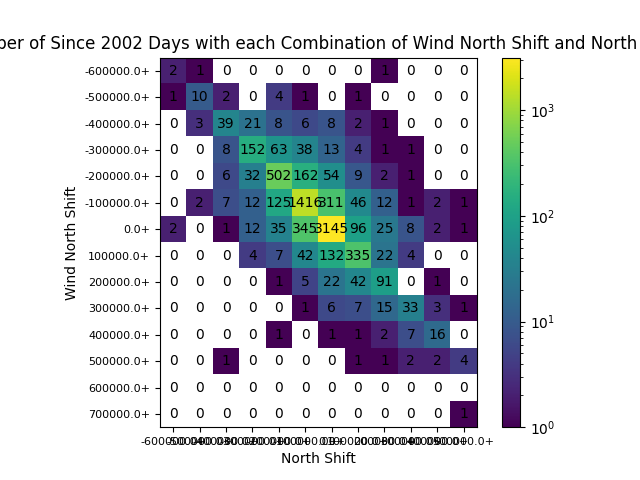 ber of Since 2002 Days with each Combination of Wind North Shift and North
-600000.0+ 2 1 0 0 0 0 0 0 1 0 0 0
-500000.0+ 1 10 2 0 4 1 0 1 0 0 0 0
-400000.0+ 0 3 39 21 8 6 8 2 1 0 0 0
-300000.0+ 0 0 8 152 63 38 13 4 1 1 0 0
-200000.0+ 0 0 6 32 502 162 54 9 2 1 0 0
-100000.0+ 0 2 7 12 125 1416 311 46 12 1 2 1
0.0+ 2 0 1 12 35 345 3145 96 25 8 2 1
100000.0+ 0 0 0 4 7 42 132 335 22 4 0 0
200000.0+ 0 0 0 0 1 5 22 42 91 0 1 0
300000.0+ 0 0 0 0 0 1 6 7 15 33 3 1
400000.0+ 0 0 0 0 1 0 1 1 2 7 16 0
500000.0+ 0 0 1 0 0 0 0 1 1 2 2 4
600000.0+ 0 0 0 0 0 0 0 0 0 0 0 0
700000.0+ 0 0 0 0 0 0 0 0 0 0 0 1
North Shift
Wind North Shift
10³
10²
10¹
10⁰